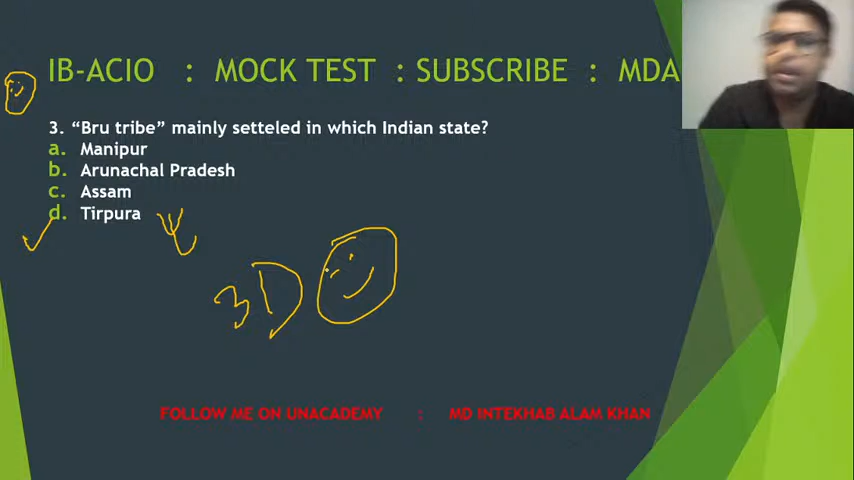 IB-ACIO : MOCK TEST : SUBSCRIBE : MDA
3. “Bru tribe” mainly setteled in which Indian state?
a. Manipur
b. Arunachal Pradesh
c. Assam
d. Tirpura
3D
FOLLOW ME ON UNACADEMY : MD INTEKHAB ALAM KHAN